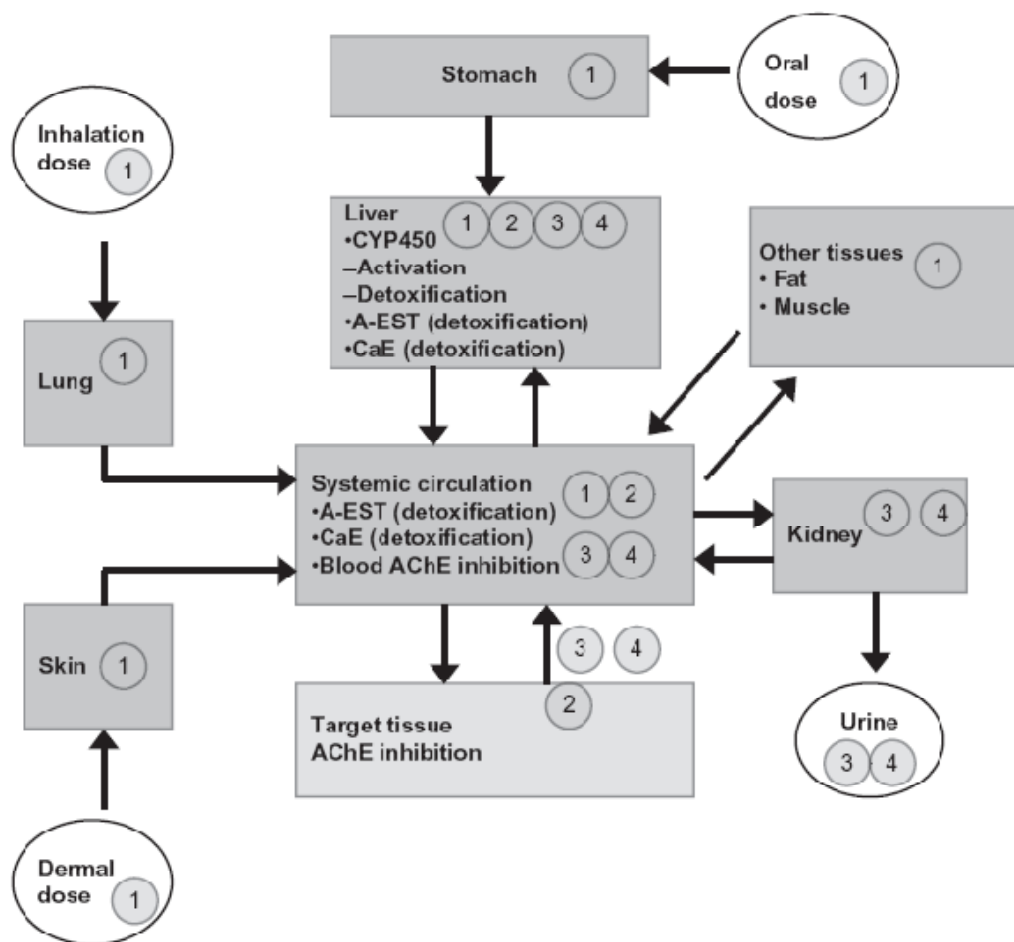 Stomach 1
Oral
dose 1
Inhalation
dose 1
Liver 1 2 3 4
•CYP450
–Activation
–Detoxification
•A-EST (detoxification)
•CaE (detoxification)
Other tissues 1
• Fat
• Muscle
Lung 1
Systemic circulation 1 2
•A-EST (detoxification)
•CaE (detoxification)
•Blood AChE inhibition 3 4
Kidney 3 4
Skin 1
3 4
2
Target tissue
AChE inhibition
Urine
3 4
Dermal
dose 1